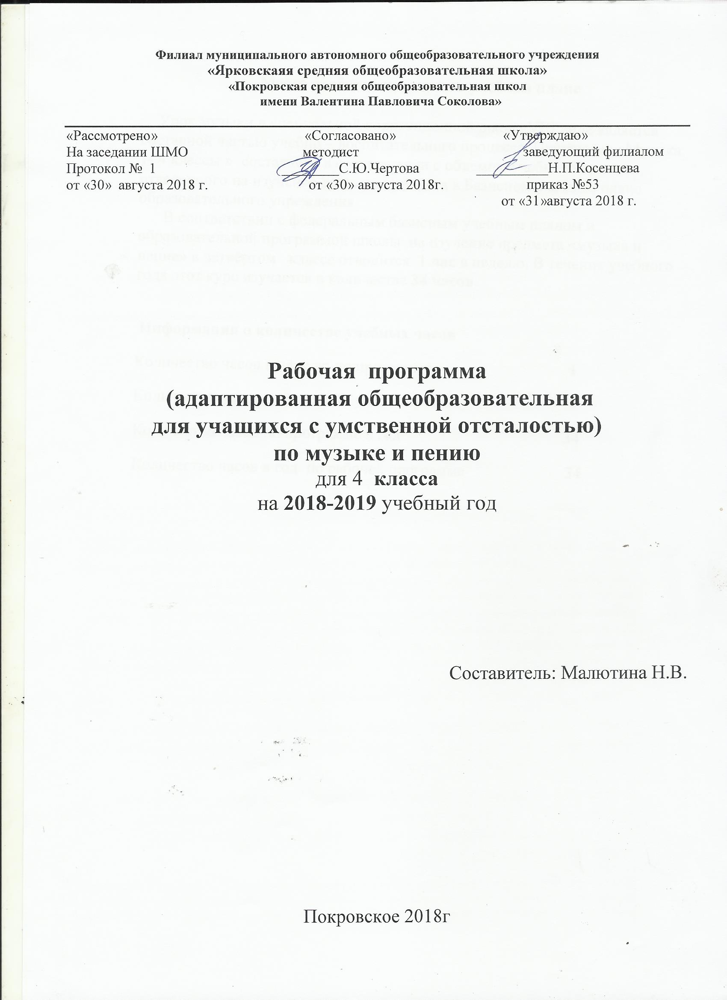 Филиал муниципального автономного общеобразовательного учреждения
«Ярковскаяя средняя общеобразовательная школа»
«Покровская средняя общеобразовательная школ
имени Валентина Павловича Соколова»
«Рассмотрено» «Согласовано» «Утверждаю»
На заседании ШМО методист заведующий филиалом
Протокол № 1 ________С.Ю.Чертова __________Н.П.Косенцева
от «30» августа 2018 г. от «30» августа 2018г. приказ №53
от «31»августа 2018 г.
Рабочая программа
(адаптированная общеобразовательная
для учащихся с умственной отсталостью)
по музыке и пению
для 4 класса
на 2018-2019 учебный год
Составитель: Малютина Н.В.
Покровское 2018г